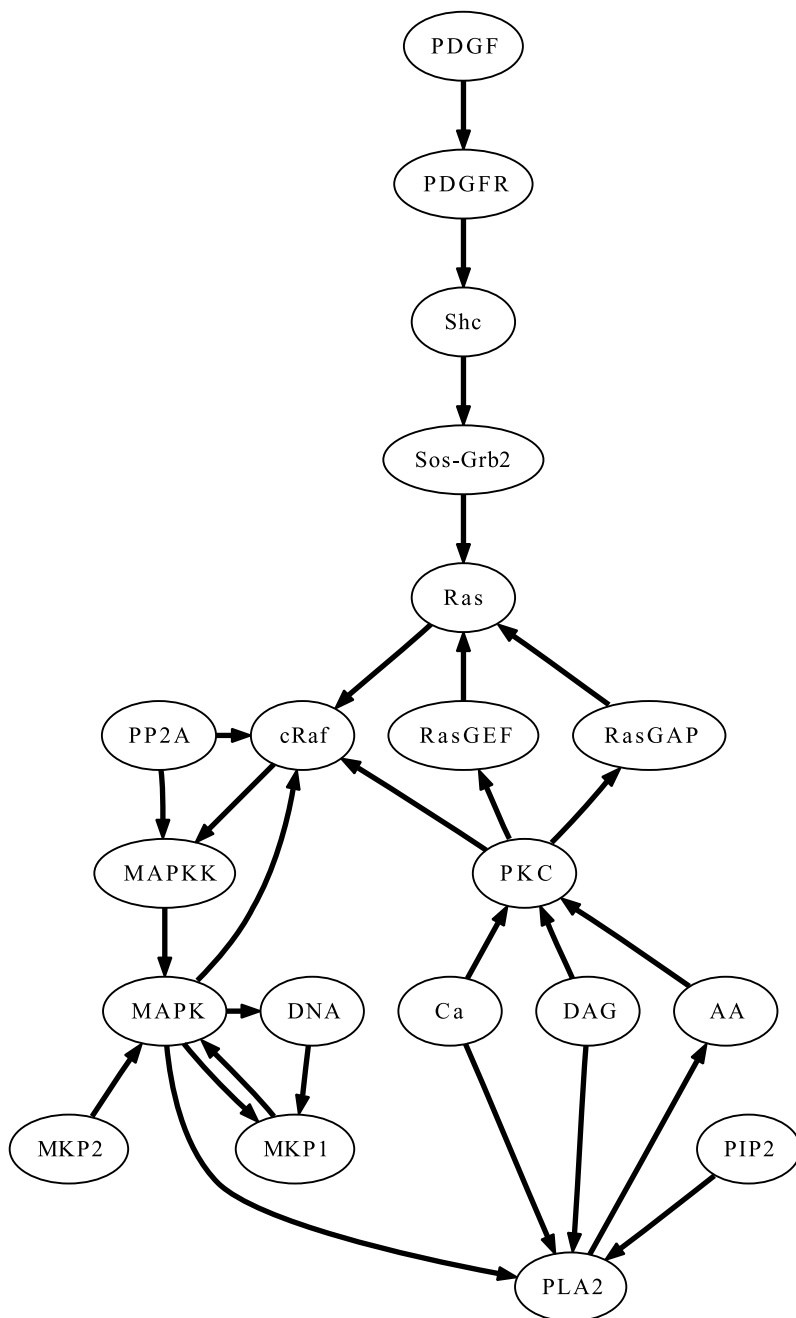 PDGF
PDGFR
Shc
Sos-Grb2
Ras
PP2A
cRaf
RasGEF
RasGAP
MAPKK
PKC
MAPK
DNA
Ca
DAG
AA
MKP2
MKP1
PIP2
PLA2